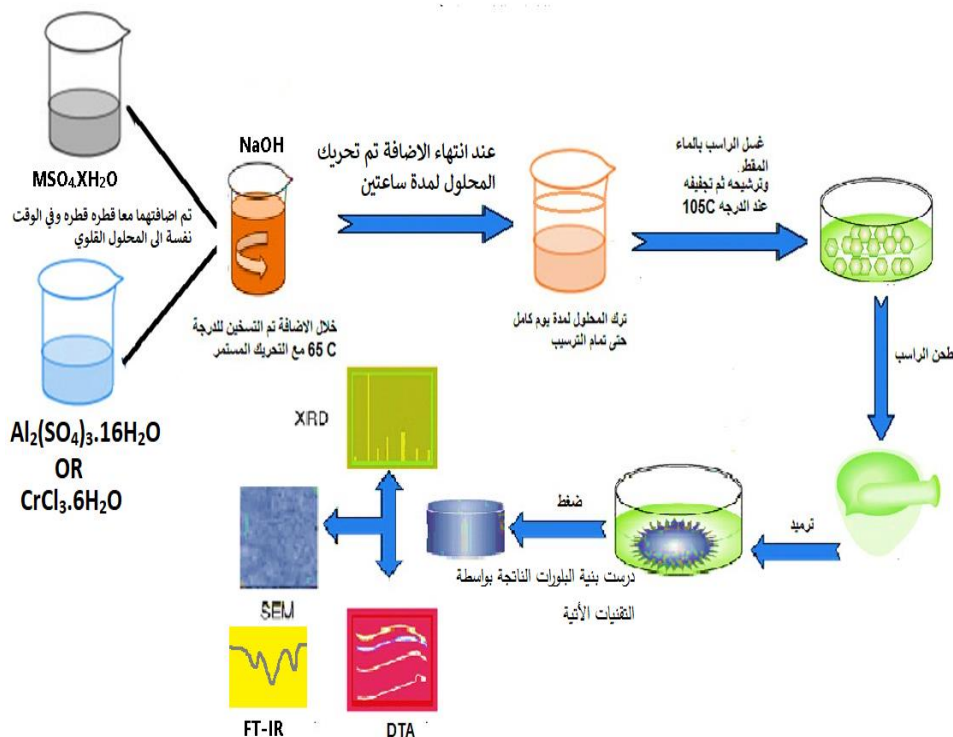 MSO₄.XH₂O
تم اضافتهما معا قطره قطره وفي الوقت
نفسة الى المحلول القلوي
Al₂(SO₄)₃.16H₂O
OR
CrCl₃.6H₂O
NaOH
خلال الاضافة تم التسخين للدرجة
65 C مع التحريك المستمر
عند انتهاء الاضافة تم تحريك
المحلول لمدة ساعتين
ترك المحلول لمدة يوم كامل
حتى تمام الترسيب
غسل الراسب بالماء
المقطر
وترشيحه ثم تجفيفه
عند الدرجه 105C
طحن الراسب
ترميد
ضغط
درست بنية البلورات الناتجة بواسطة
التقنيات الأتية
XRD
SEM
FT-IR
DTA